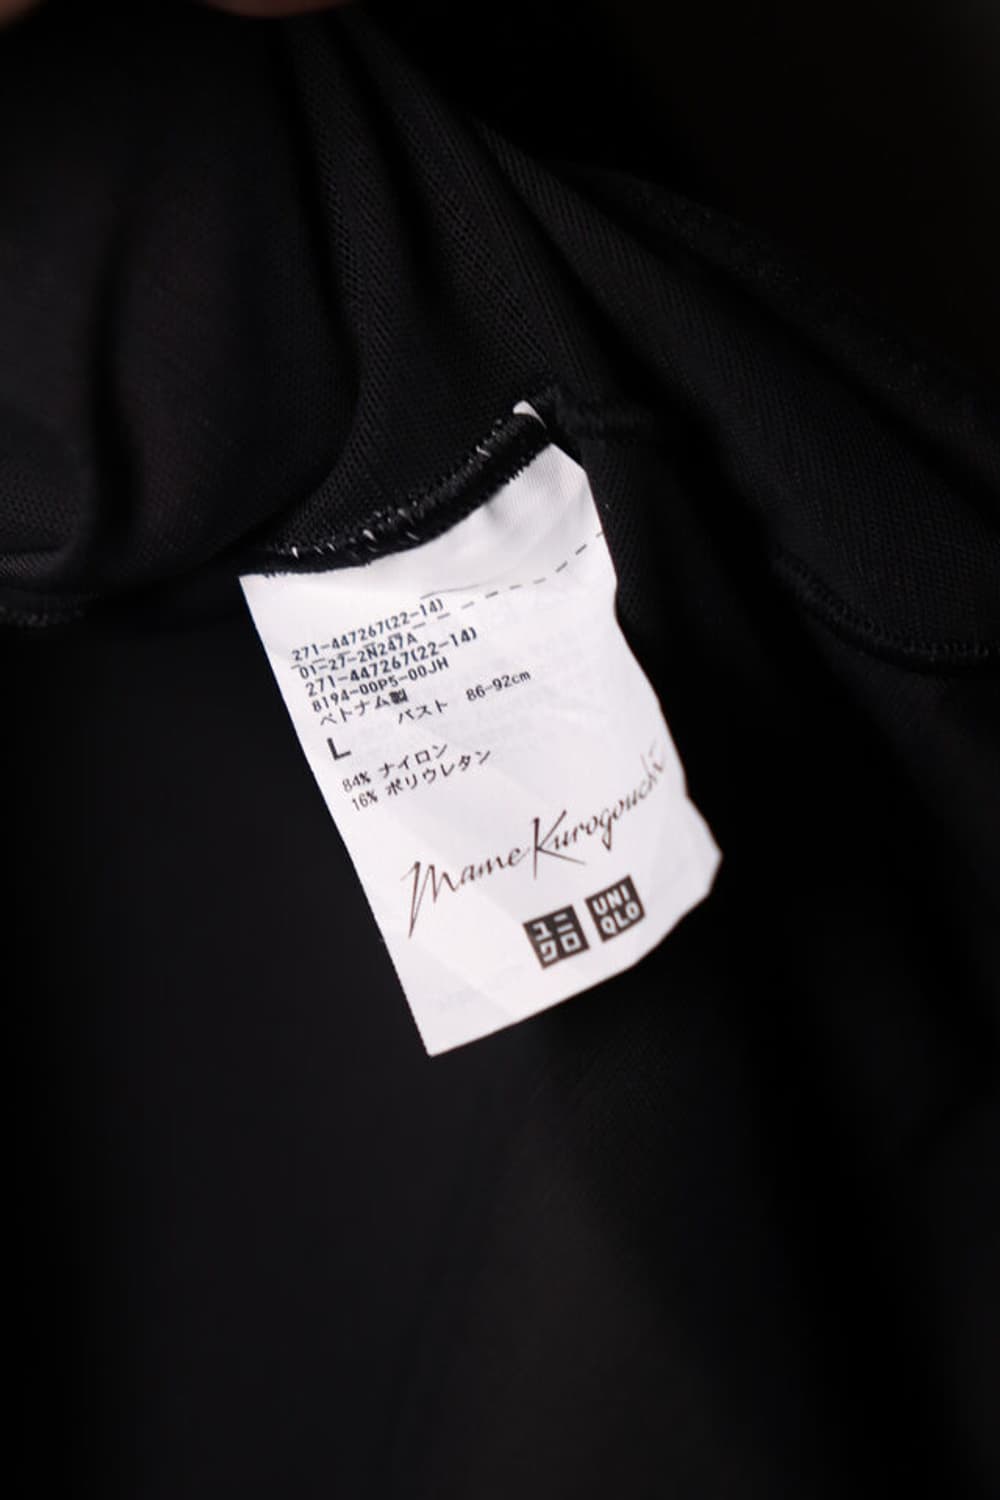 271-447267(22-14)
01-27-2N247A
271-447267(22-14)
8194-00P5-00JH
ベトナム製
バスト 86-92cm
L
84% ナイロン
16% ポリウレタン
Mame Kurogouchi
ユニ
クロ
UNI
QLO